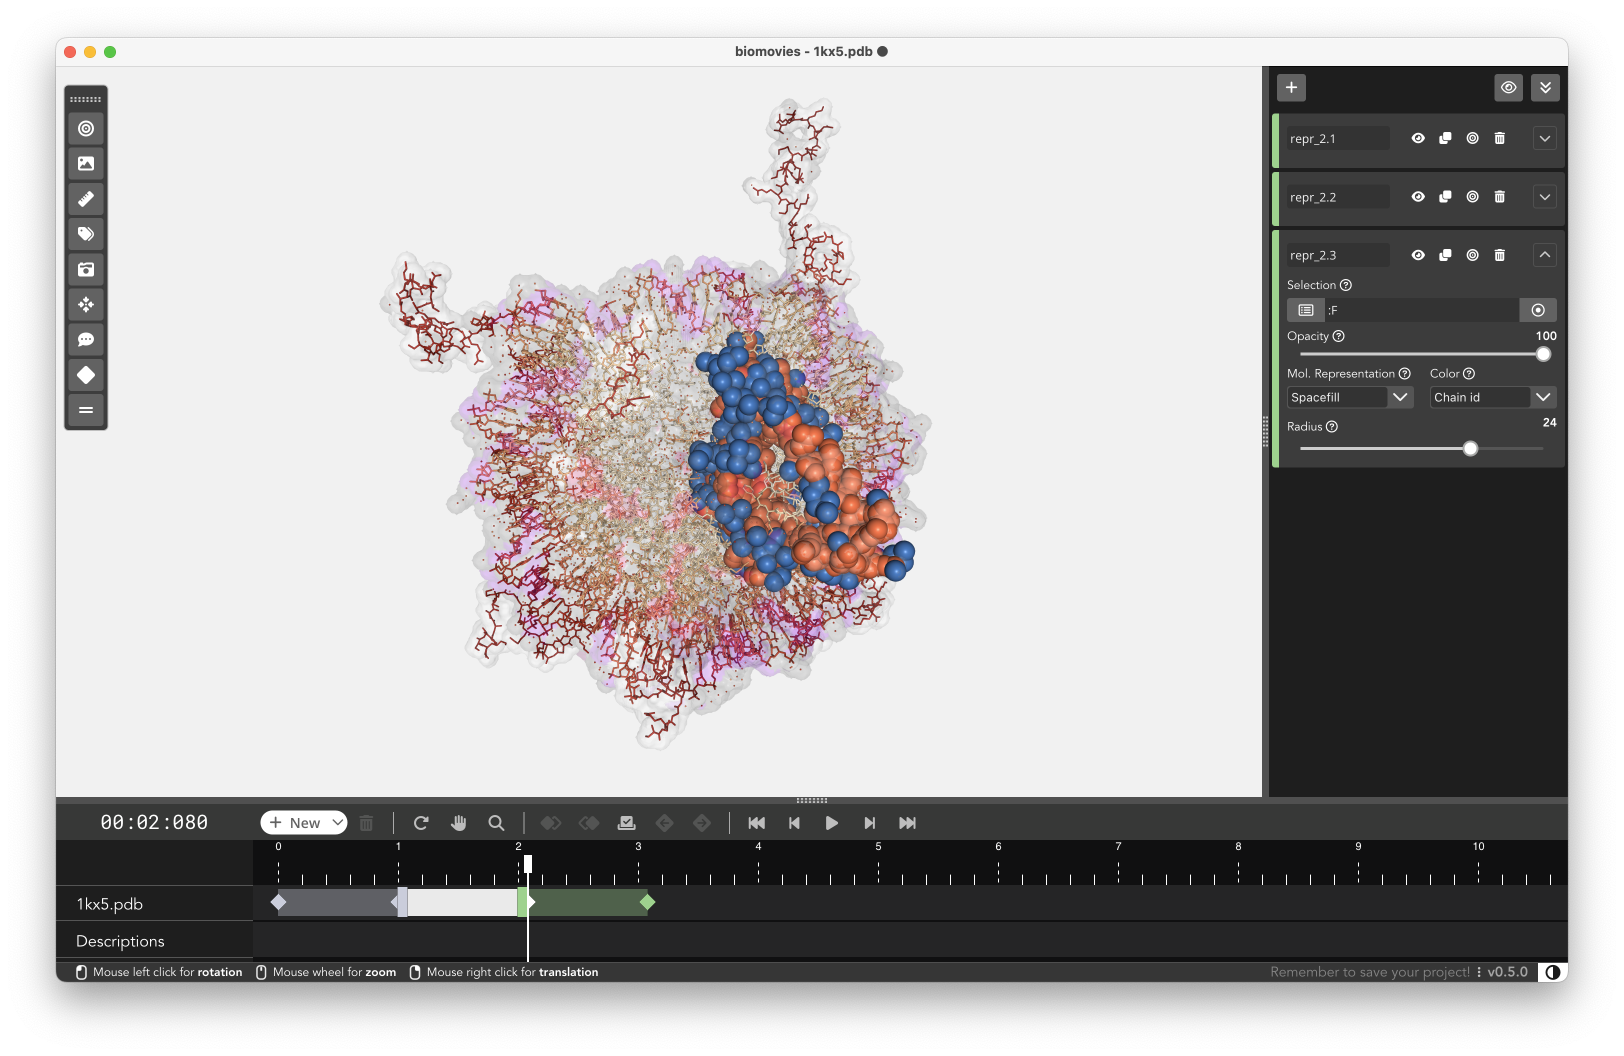 biomovies - 1kx5.pdb
repr_2.1
repr_2.2
repr_2.3
Selection
:F
Opacity 100
Mol. Representation Color
Spacefill Chain id
Radius 24
00:02:080 New
0 1 2 3 4 5 6 7 8 9 10
1kx5.pdb
Descriptions
Mouse left click for rotation Mouse wheel for zoom Mouse right click for translation Remember to save your project! v0.5.0